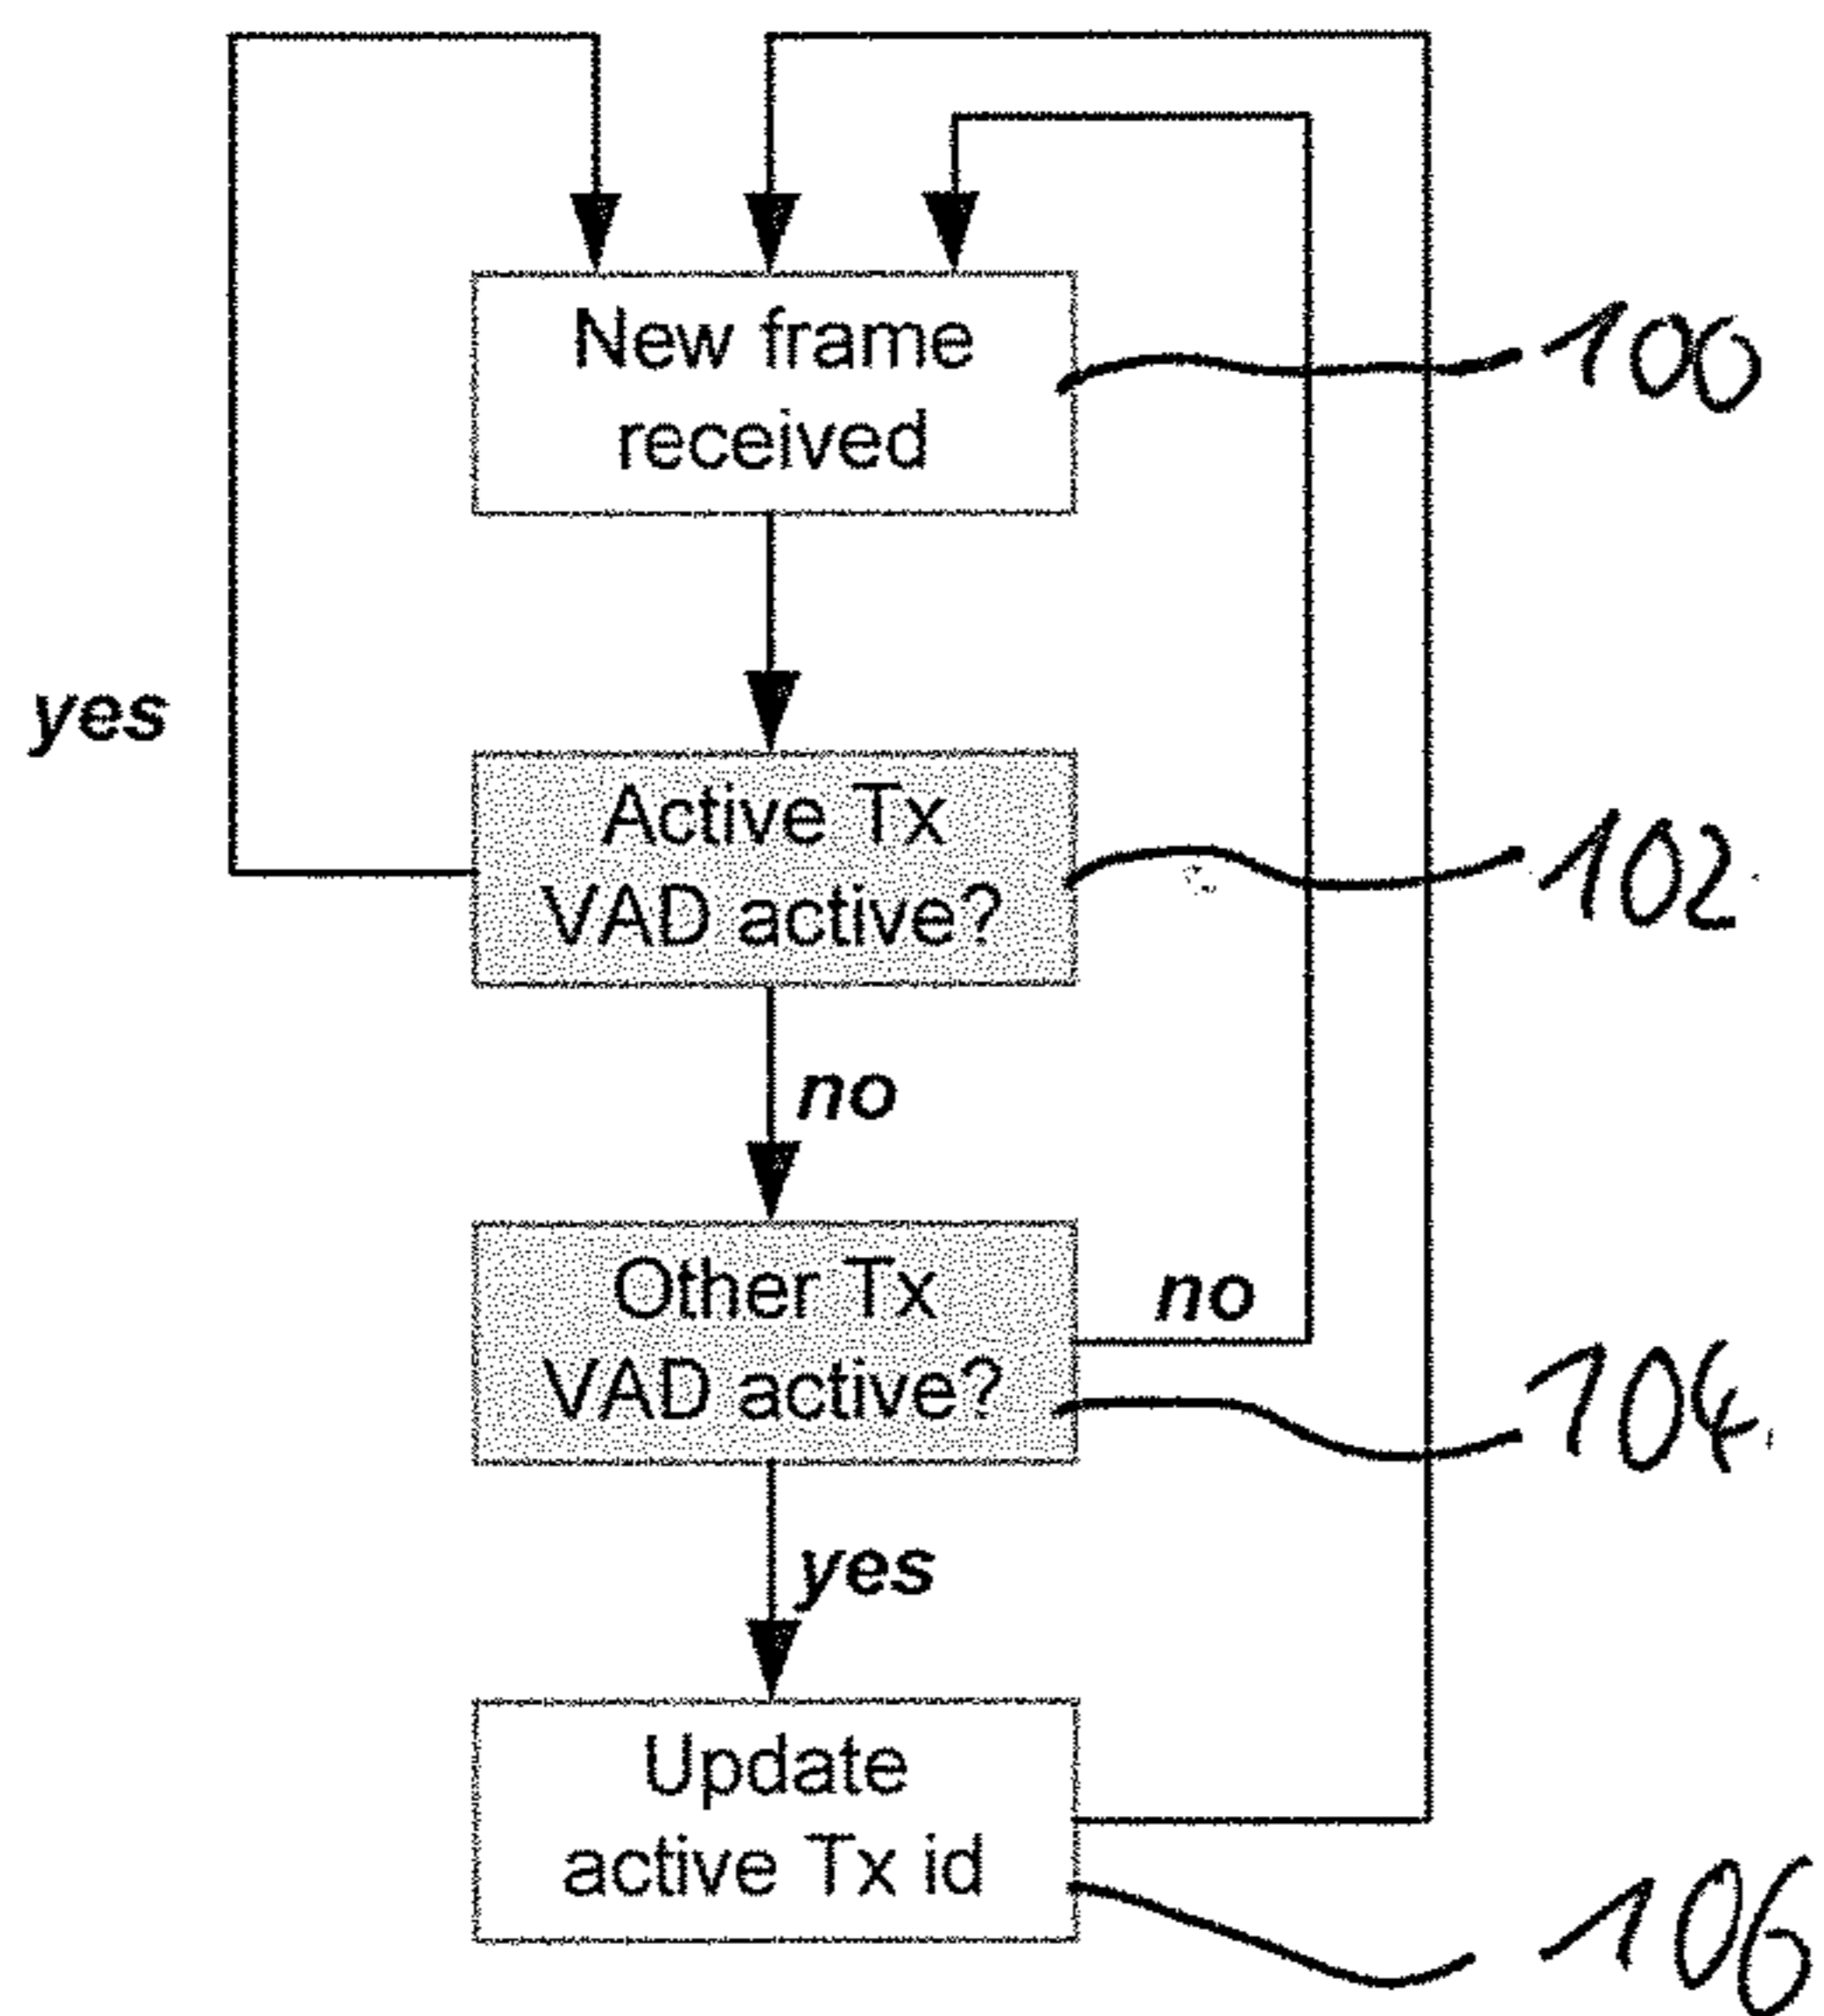 New frame
received
100
yes
Active Tx
VAD active?
102
no
Other Tx
VAD active?
no
104
yes
Update
active Tx id
106